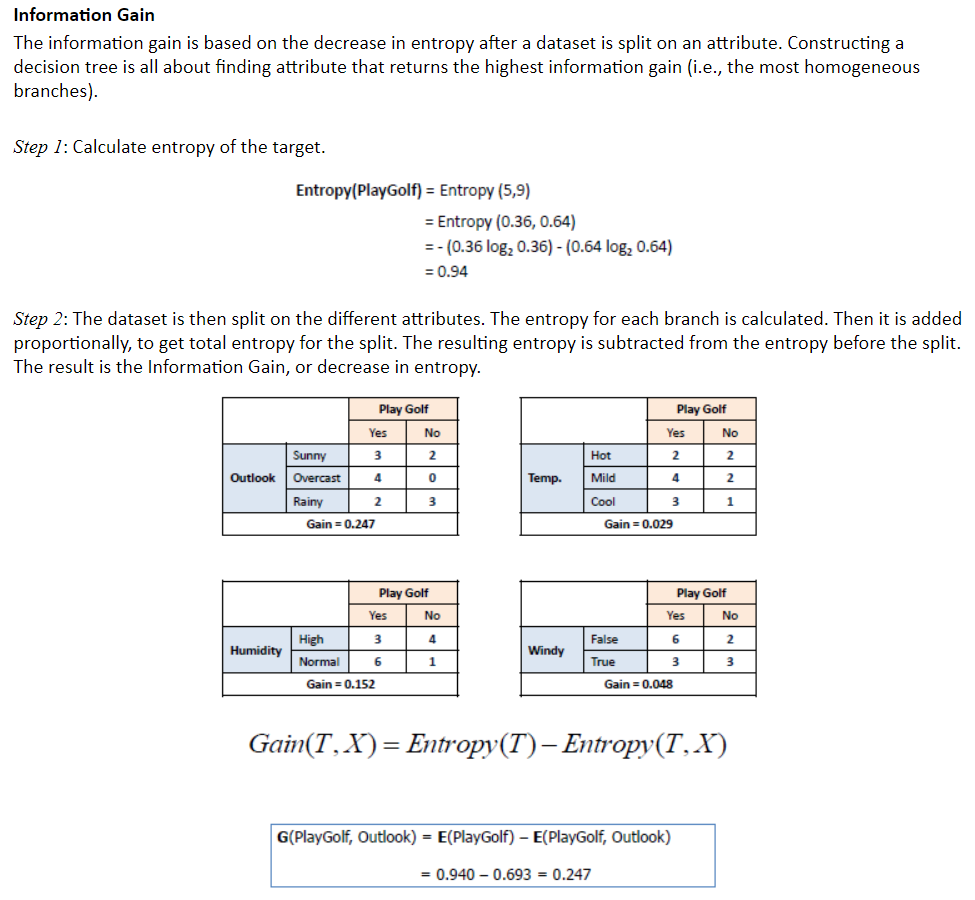 Information Gain
The information gain is based on the decrease in entropy after a dataset is split on an attribute. Constructing a
decision tree is all about finding attribute that returns the highest information gain (i.e., the most homogeneous
branches).
Step 1: Calculate entropy of the target.
Entropy(PlayGolf) = Entropy (5,9)
= Entropy (0.36, 0.64)
= - (0.36 log₂ 0.36) - (0.64 log₂ 0.64)
= 0.94
Step 2: The dataset is then split on the different attributes. The entropy for each branch is calculated. Then it is added
proportionally, to get total entropy for the split. The resulting entropy is subtracted from the entropy before the split.
The result is the Information Gain, or decrease in entropy.
Play Golf
Yes No
Sunny 3 2
Outlook Overcast 4 0
Rainy 2 3
Gain = 0.247
Play Golf
Yes No
Hot 2 2
Temp. Mild 4 2
Cool 3 1
Gain = 0.029
Play Golf
Yes No
Humidity High 3 4
Normal 6 1
Gain = 0.152
Play Golf
Yes No
Windy False 6 2
True 3 3
Gain = 0.048
Gain(T, X) = Entropy(T) – Entropy(T, X)
G(PlayGolf, Outlook) = E(PlayGolf) – E(PlayGolf, Outlook)
= 0.940 – 0.693 = 0.247